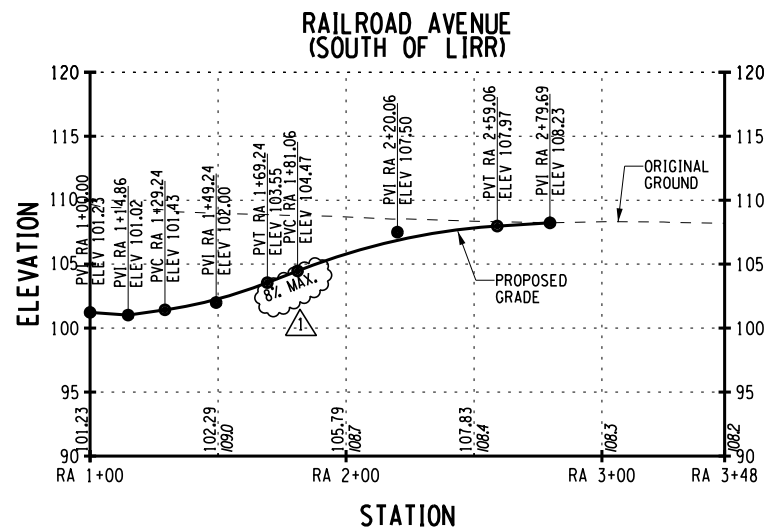 RAILROAD AVENUE
(SOUTH OF LIRR)
ELEVATION
120
115
110
105
100
95
90
120
115
110
105
100
95
90
PVI RA 1+00.00
ELEV 101.23
PVI RA 1+14.86
ELEV 101.02
PVC RA 1+29.24
ELEV 101.43
PVI RA 1+49.24
ELEV 102.00
PVT RA 1+69.24
ELEV 103.55
PVC RA 1+81.06
ELEV 104.47
PVI RA 2+20.06
ELEV 107.50
PVT RA 2+59.06
ELEV 107.97
PVI RA 2+79.69
ELEV 108.23
ORIGINAL
GROUND
PROPOSED
GRADE
8% MAX.
1
101.23
102.29
109.0
105.79
108.7
107.83
108.4
108.3
108.2
RA 1+00
RA 2+00
RA 3+00
RA 3+48
STATION